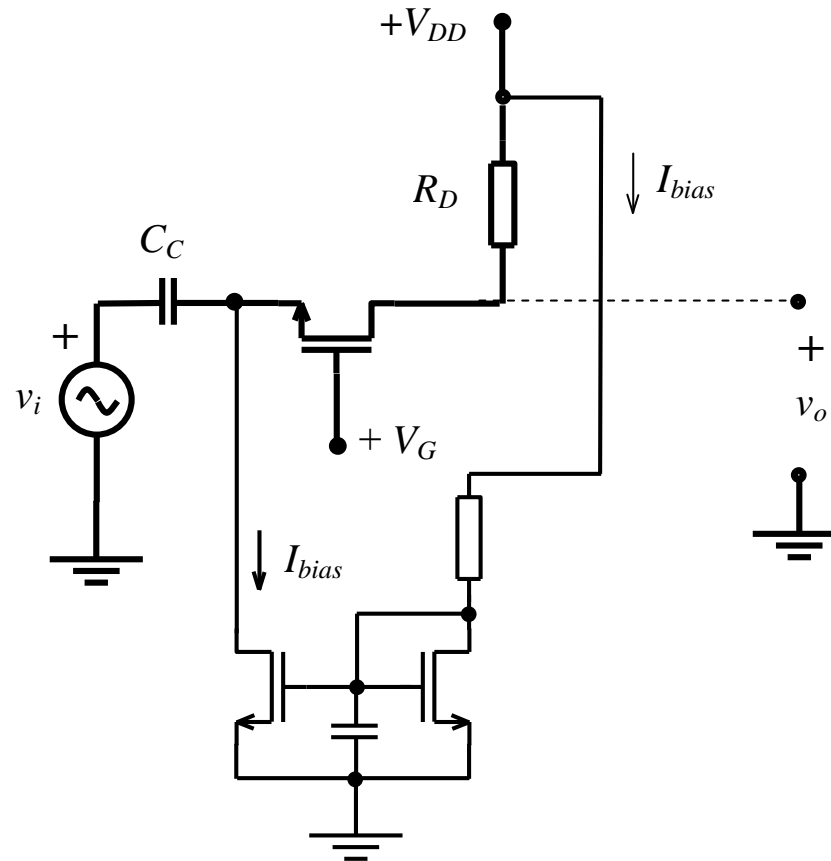 +V_DD
R_D
I_bias
C_C
+
v_i
+ V_G
+
v_o
I_bias